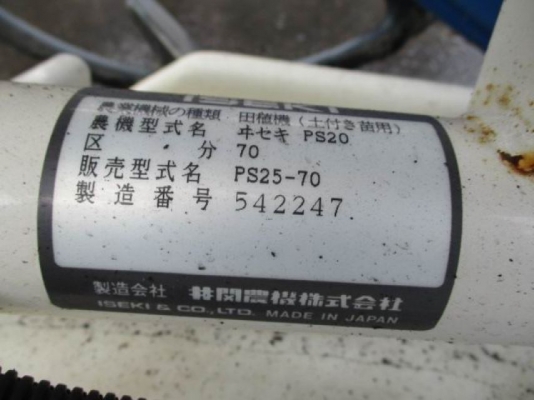 ISEKI
農業機械の種類 田植機(土付き苗用)
農機型式名 ヰセキ PS20
区分 70
販売型式名 PS25-70
製造番号 542247
製造会社 井関農機株式会社
ISEKI & CO., LTD. MADE IN JAPAN